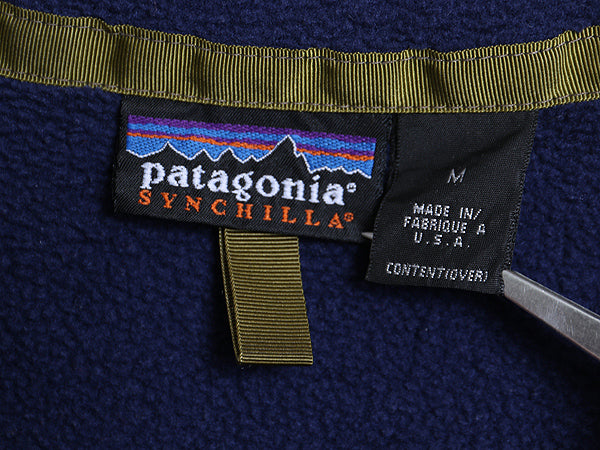 patagonia®
SYNCHILLA®
M
MADE IN/
FABRIQUE A
U.S.A.
CONTENT(OVER)